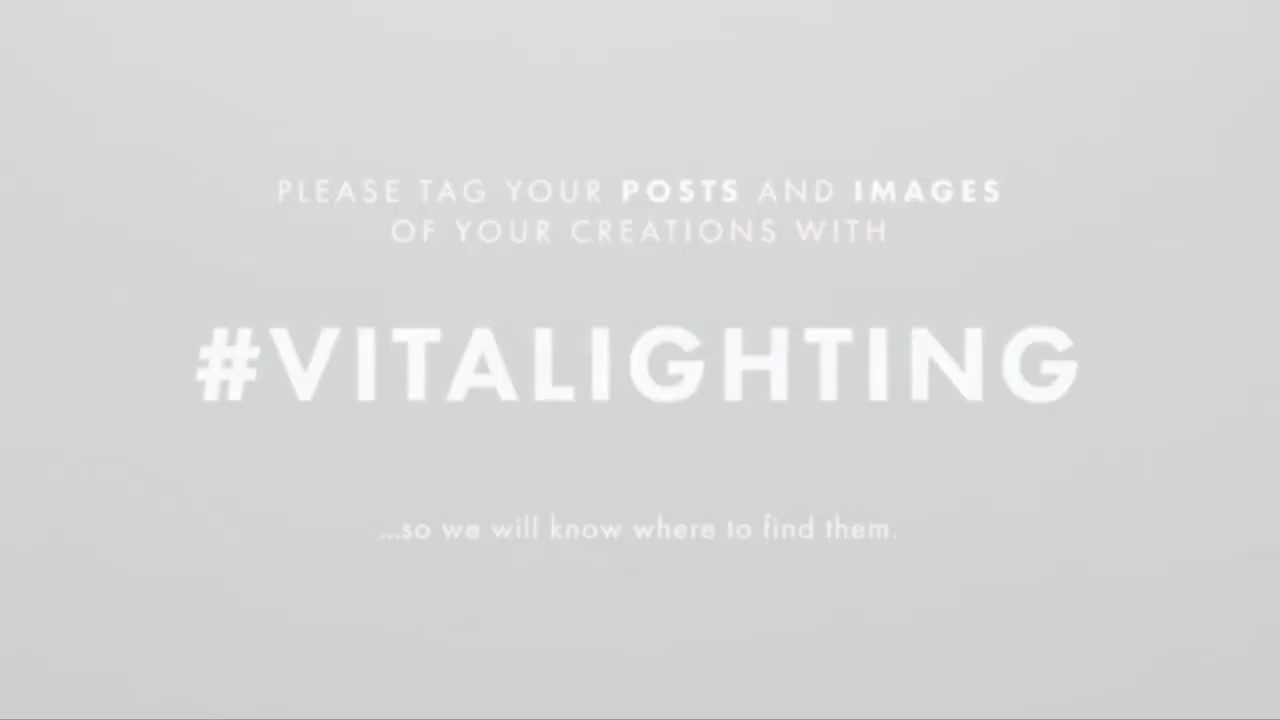 PLEASE TAG YOUR POSTS AND IMAGES
OF YOUR CREATIONS WITH
#VITALIGHTING
...so we will know where to find them.